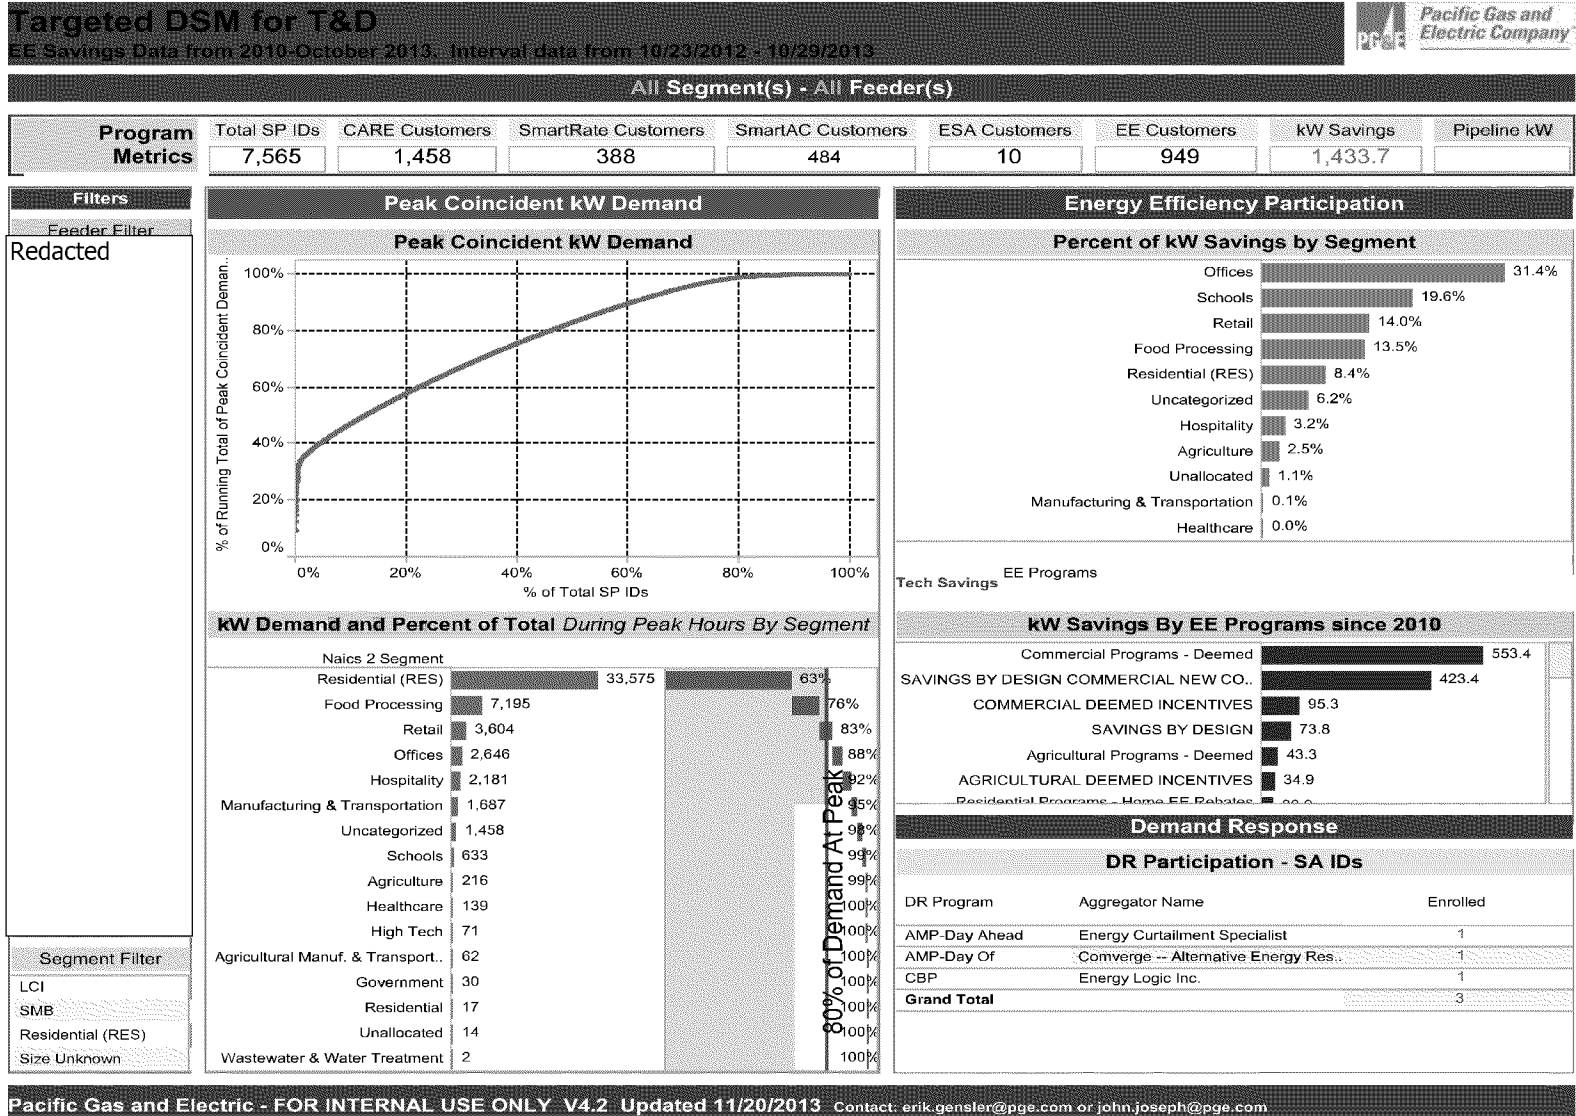 Targeted DSM for T&D
EE Savings Data from 2010-October 2013. Interval data from 10/23/2012 - 10/29/2013
Pacific Gas and
Electric Company
PG&E
All Segment(s) - All Feeder(s)
Program
Metrics
Total SP IDs CARE Customers SmartRate Customers SmartAC Customers ESA Customers EE Customers kW Savings Pipeline kW
7,565 1,458 388 484 10 949 1,433.7
Filters
Feeder Filter
Redacted
Segment Filter
LCI
SMB
Residential (RES)
Size Unknown
Peak Coincident kW Demand
Peak Coincident kW Demand
% of Running Total of Peak Coincident Deman..
100%
80%
60%
40%
20%
0%
0% 20% 40% 60% 80% 100%
% of Total SP IDs
kW Demand and Percent of Total During Peak Hours By Segment
Naics 2 Segment
Residential (RES) 33,575 63%
Food Processing 7,195 76%
Retail 3,604 83%
Offices 2,646 88%
Hospitality 2,181 92%
Manufacturing & Transportation 1,687 95%
Uncategorized 1,458 98%
Schools 633 99%
Agriculture 216 99%
Healthcare 139 100%
High Tech 71 100%
Agricultural Manuf. & Transport.. 62 100%
Government 30 100%
Residential 17 100%
Unallocated 14 100%
Wastewater & Water Treatment 2 100%
80% of Demand At Peak
Energy Efficiency Participation
Percent of kW Savings by Segment
Offices 31.4%
Schools 19.6%
Retail 14.0%
Food Processing 13.5%
Residential (RES) 8.4%
Uncategorized 6.2%
Hospitality 3.2%
Agriculture 2.5%
Unallocated 1.1%
Manufacturing & Transportation 0.1%
Healthcare 0.0%
Tech Savings EE Programs
kW Savings By EE Programs since 2010
Commercial Programs - Deemed 553.4
SAVINGS BY DESIGN COMMERCIAL NEW CO.. 423.4
COMMERCIAL DEEMED INCENTIVES 95.3
SAVINGS BY DESIGN 73.8
Agricultural Programs - Deemed 43.3
AGRICULTURAL DEEMED INCENTIVES 34.9
Residential Programs - Home EE Rebates
Demand Response
DR Participation - SA IDs
DR Program Aggregator Name Enrolled
AMP-Day Ahead Energy Curtailment Specialist 1
AMP-Day Of Comverge -- Alternative Energy Res.. 1
CBP Energy Logic Inc. 1
Grand Total 3
Pacific Gas and Electric - FOR INTERNAL USE ONLY V4.2 Updated 11/20/2013 Contact: erik.gensler@pge.com or john.joseph@pge.com